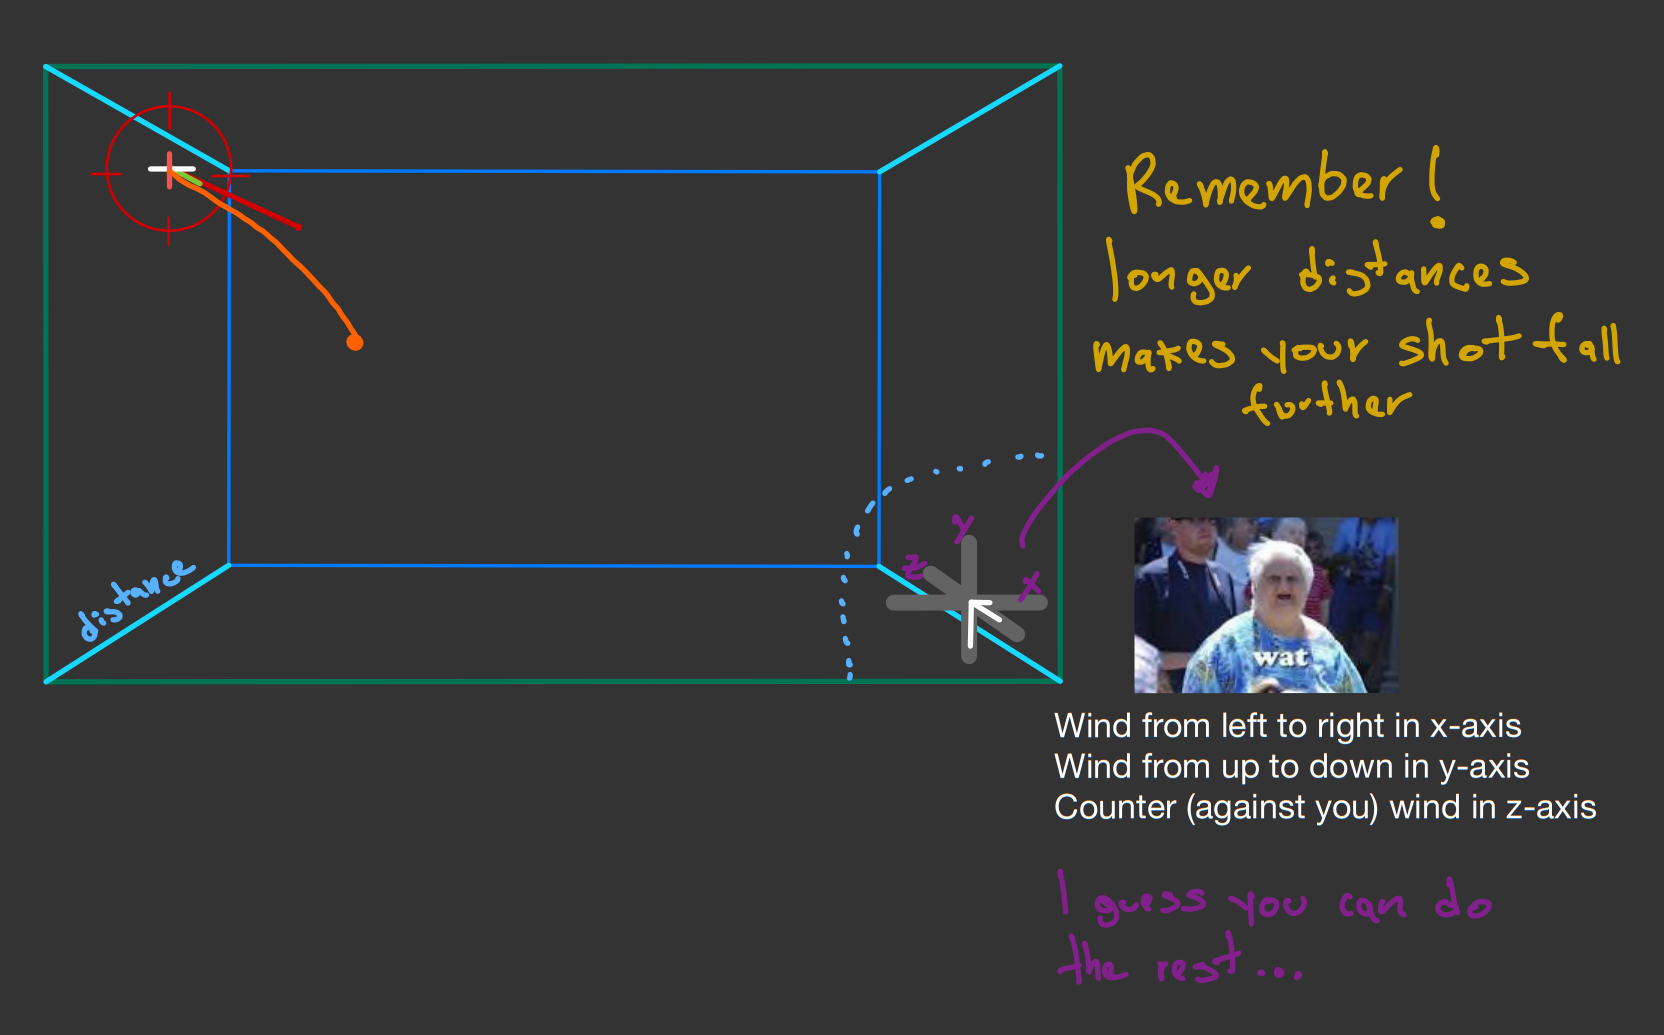 Remember!
longer distances
makes your shot fall
further
y
z
x
distance
wat
Wind from left to right in x-axis
Wind from up to down in y-axis
Counter (against you) wind in z-axis
I guess you can do
the rest...